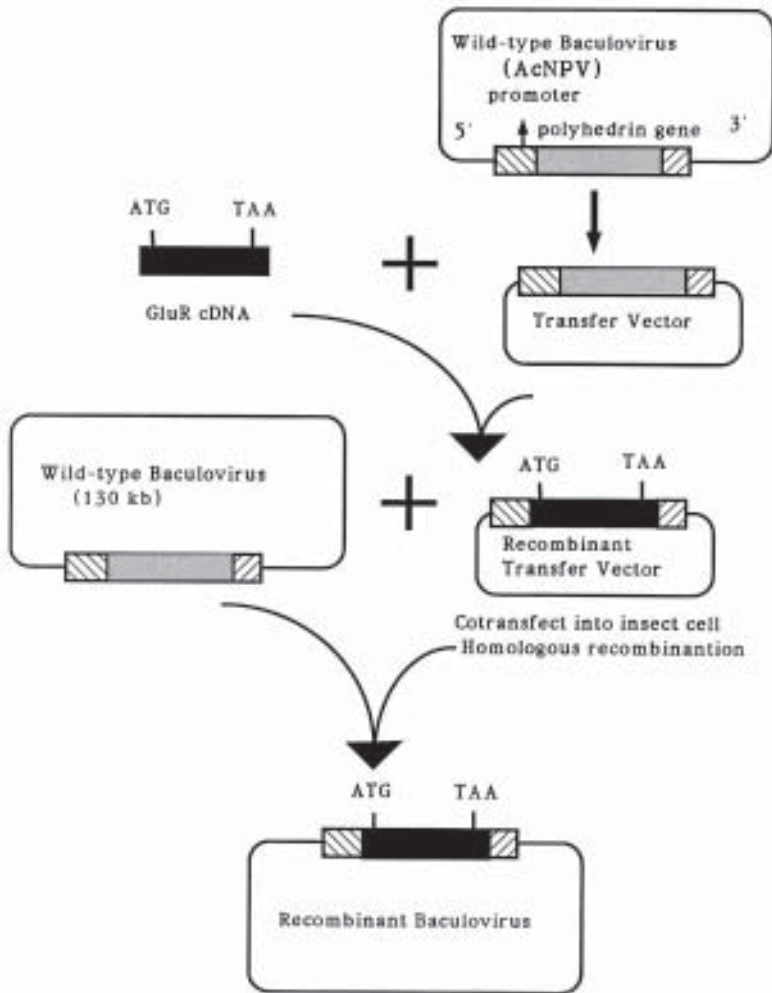 Wild-type Baculovirus
(AcNPV)
promoter
5' polyhedrin gene 3'
ATG TAA
GluR cDNA
Transfer Vector
Wild-type Baculovirus
(130 kb)
ATG TAA
Recombinant
Transfer Vector
Cotransfect into insect cell
Homologous recombinantion
ATG TAA
Recombinant Baculovirus